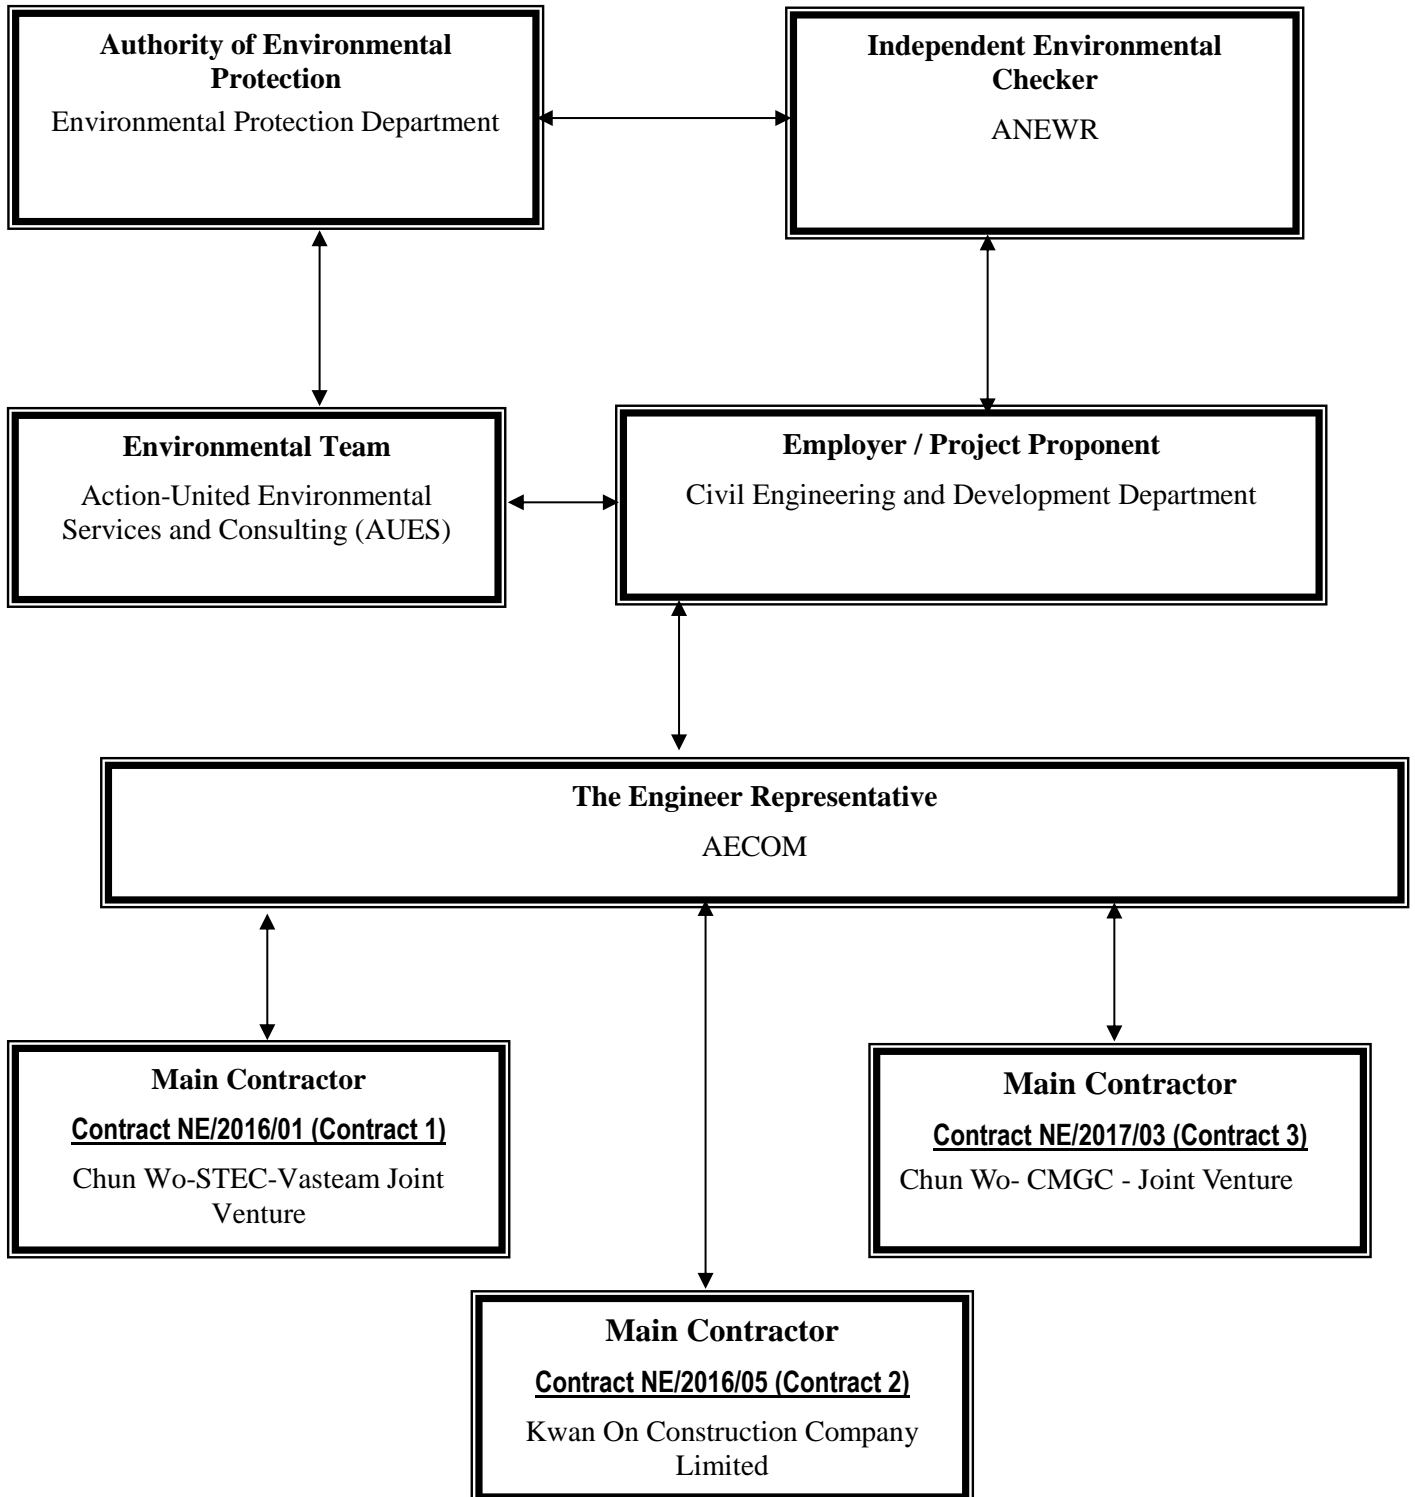 Authority of Environmental
Protection
Environmental Protection Department
Independent Environmental
Checker
ANEWR
Environmental Team
Action-United Environmental
Services and Consulting (AUES)
Employer / Project Proponent
Civil Engineering and Development Department
The Engineer Representative
AECOM
Main Contractor
Contract NE/2016/01 (Contract 1)
Chun Wo-STEC-Vasteam Joint
Venture
Main Contractor
Contract NE/2017/03 (Contract 3)
Chun Wo- CMGC - Joint Venture
Main Contractor
Contract NE/2016/05 (Contract 2)
Kwan On Construction Company
Limited